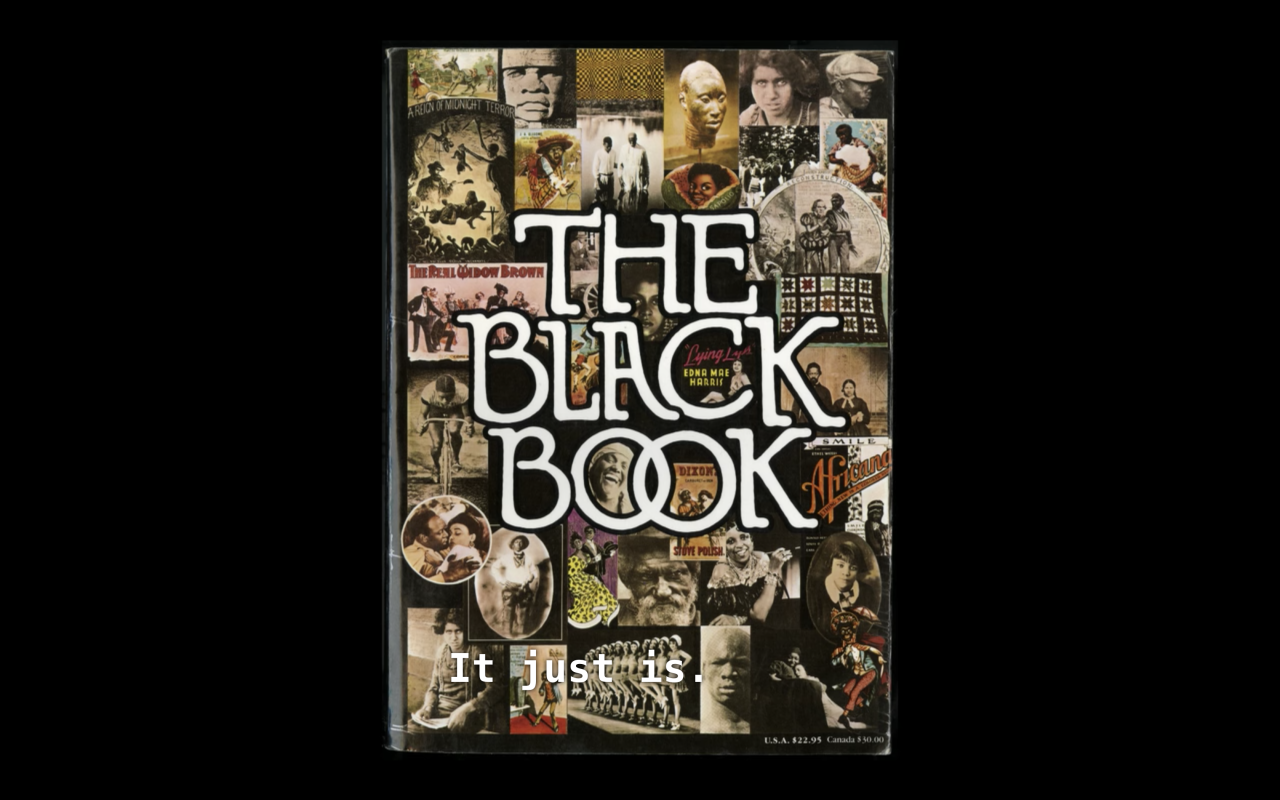 A REIGN OF MIDNIGHT TERROR
RECONSTRUCTION
THE
THE REAL WIDOW BROWN
BLACK
Lying Lips
EDNA MAE
HARRIS
BOOK
SMILE
Africana
DIXON
STOVE POLISH
It just is.
U.S.A. $22.95 Canada $30.00